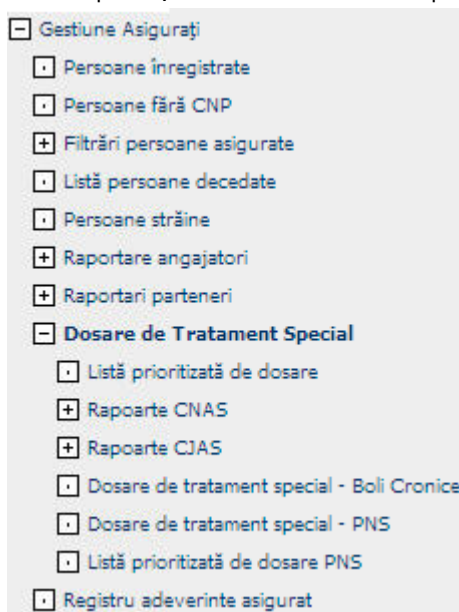 Gestiune Asigurați
Persoane înregistrate
Persoane fără CNP
Filtrări persoane asigurate
Listă persoane decedate
Persoane străine
Raportare angajatori
Raportari parteneri
Dosare de Tratament Special
Listă prioritizată de dosare
Rapoarte CNAS
Rapoarte CJAS
Dosare de tratament special - Boli Cronice
Dosare de tratament special - PNS
Listă prioritizată de dosare PNS
Registru adeverinte asigurat